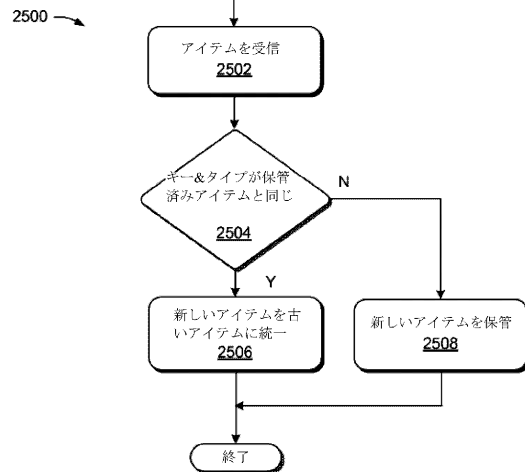 2500
アイテムを受信
2502
キー&タイプが保管
済みアイテムと同じ
2504
N
Y
新しいアイテムを古
いアイテムに統一
2506
新しいアイテムを保管
2508
終了